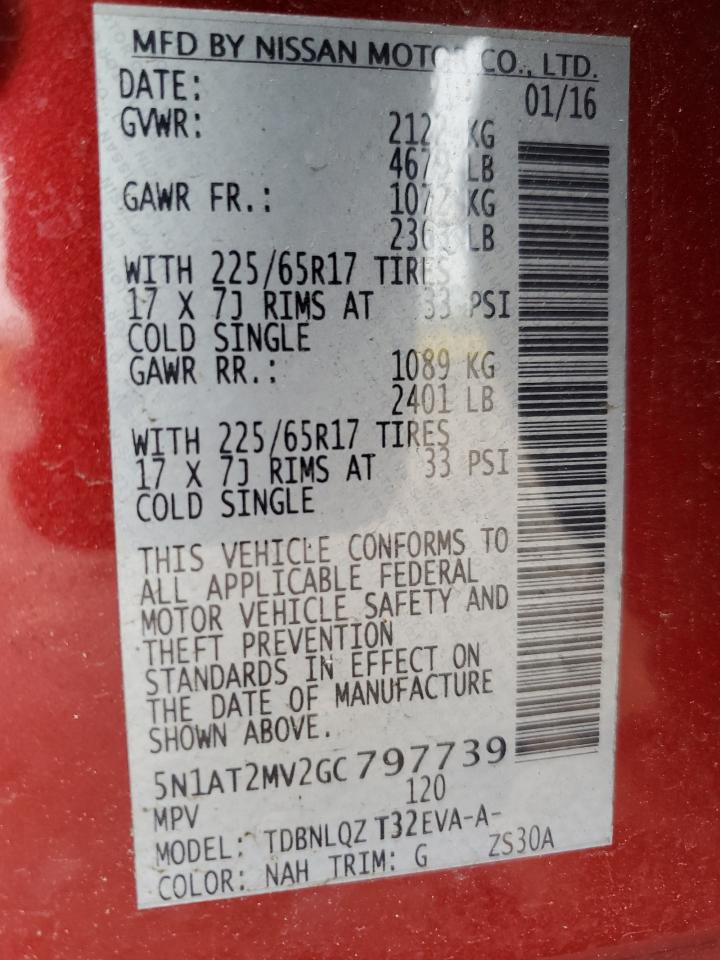 MFD BY NISSAN MOTOR CO., LTD.
DATE: 01/16
GVWR: 2122 KG
LB
GAWR FR.: 1072 KG
LB
WITH 225/65R17 TIRES
17 X 7J RIMS AT 33 PSI
COLD SINGLE
GAWR RR.: 1089 KG
2401 LB
WITH 225/65R17 TIRES
17 X 7J RIMS AT 33 PSI
COLD SINGLE
THIS VEHICLE CONFORMS TO
ALL APPLICABLE FEDERAL
MOTOR VEHICLE SAFETY AND
THEFT PREVENTION
STANDARDS IN EFFECT ON
THE DATE OF MANUFACTURE
SHOWN ABOVE.
5N1AT2MV2GC797739
MPV 120
MODEL: TDBNLQZ T32EVA-A-
COLOR: NAH TRIM: G ZS30A